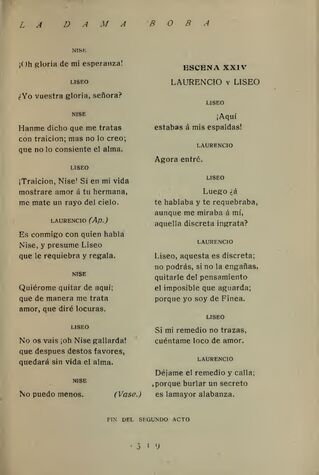 LA DAMA BOBA
NISE
¡Oh gloria de mi esperanza!
LISEO
¿Yo vuestra gloria, señora?
NISE
Hanme dicho que me tratas
con traicion; mas no lo creo;
que no lo consiente el alma.
LISEO
¡Traicion, Nise! Si en mi vida
mostrare amor á tu hermana,
me mate un rayo del cielo.
LAURENCIO (Ap.)
Es conmigo con quien habla
Nise, y presume Liseo
que le requiebra y regala.
NISE
Quiérome quitar de aquí;
que de manera me trata
amor, que diré locuras.
LISEO
No os vais ¡oh Nise gallarda!
que despues destos favores,
quedará sin vida el alma.
NISE
No puedo menos. (Vase.)
ESCENA XXIV
LAURENCIO y LISEO
LISEO
¡Aquí
estabas á mis espaldas!
LAURENCIO
Agora entré.
LISEO
Luego ¿á
te hablaba y te requebraba,
aunque me miraba á mí,
aquella discreta ingrata?
LAURENCIO
Liseo, aquesta es discreta;
no podrás, si no la engañas,
quitarle del pensamiento
el imposible que aguarda;
porque yo soy de Finea.
LISEO
Si mi remedio no trazas,
cuéntame loco de amor.
LAURENCIO
Déjame el remedio y calla;
porque burlar un secreto
es lamayor alabanza.
FIN DEL SEGUNDO ACTO